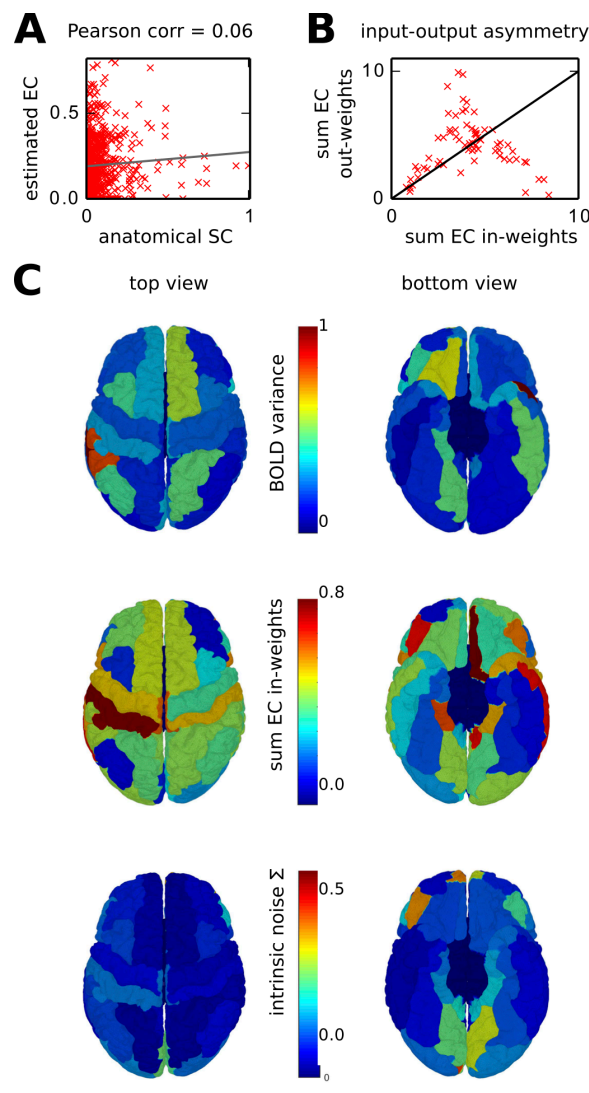 A Pearson corr = 0.06
estimated EC
0.5
0.0
0
1
anatomical SC
B input-output asymmetry
sum EC
out-weights
10
0
0
10
sum EC in-weights
C
top view
bottom view
BOLD variance
1
0
sum EC in-weights
0.8
0.0
intrinsic noise Σ
0.5
0.0
0